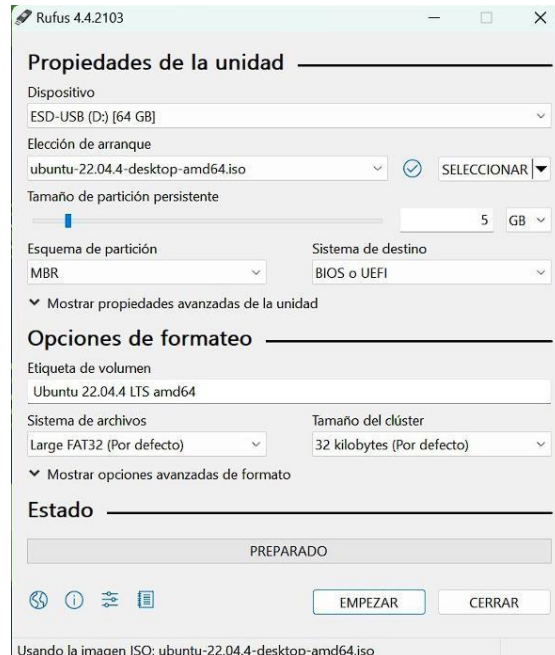 Rufus 4.4.2103
Propiedades de la unidad
Dispositivo
ESD-USB (D:) [64 GB]
Elección de arranque
ubuntu-22.04.4-desktop-amd64.iso
SELECCIONAR
Tamaño de partición persistente
5 GB
Esquema de partición
Sistema de destino
MBR
BIOS o UEFI
Mostrar propiedades avanzadas de la unidad
Opciones de formateo
Etiqueta de volumen
Ubuntu 22.04.4 LTS amd64
Sistema de archivos
Tamaño del clúster
Large FAT32 (Por defecto)
32 kilobytes (Por defecto)
Mostrar opciones avanzadas de formato
Estado
PREPARADO
EMPEZAR
CERRAR
Usando la imagen ISO: ubuntu-22.04.4-desktop-amd64.iso